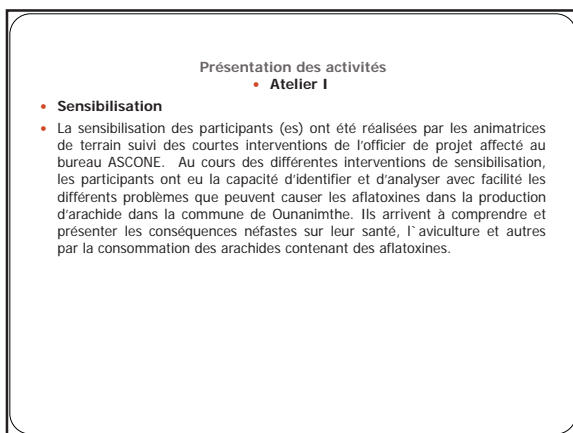 Présentation des activités
• Atelier I
• Sensibilisation
• La sensibilisation des participants (es) ont été réalisées par les animatrices
de terrain suivi des courtes interventions de l'officier de projet affecté au
bureau ASCONE. Au cours des différentes interventions de sensibilisation,
les participants ont eu la capacité d'identifier et d'analyser avec facilité les
différents problèmes que peuvent causer les aflatoxines dans la production
d'arachide dans la commune de Ounanimthe. Ils arrivent à comprendre et
présenter les conséquences néfastes sur leur santé, l`aviculture et autres
par la consommation des arachides contenant des aflatoxines.